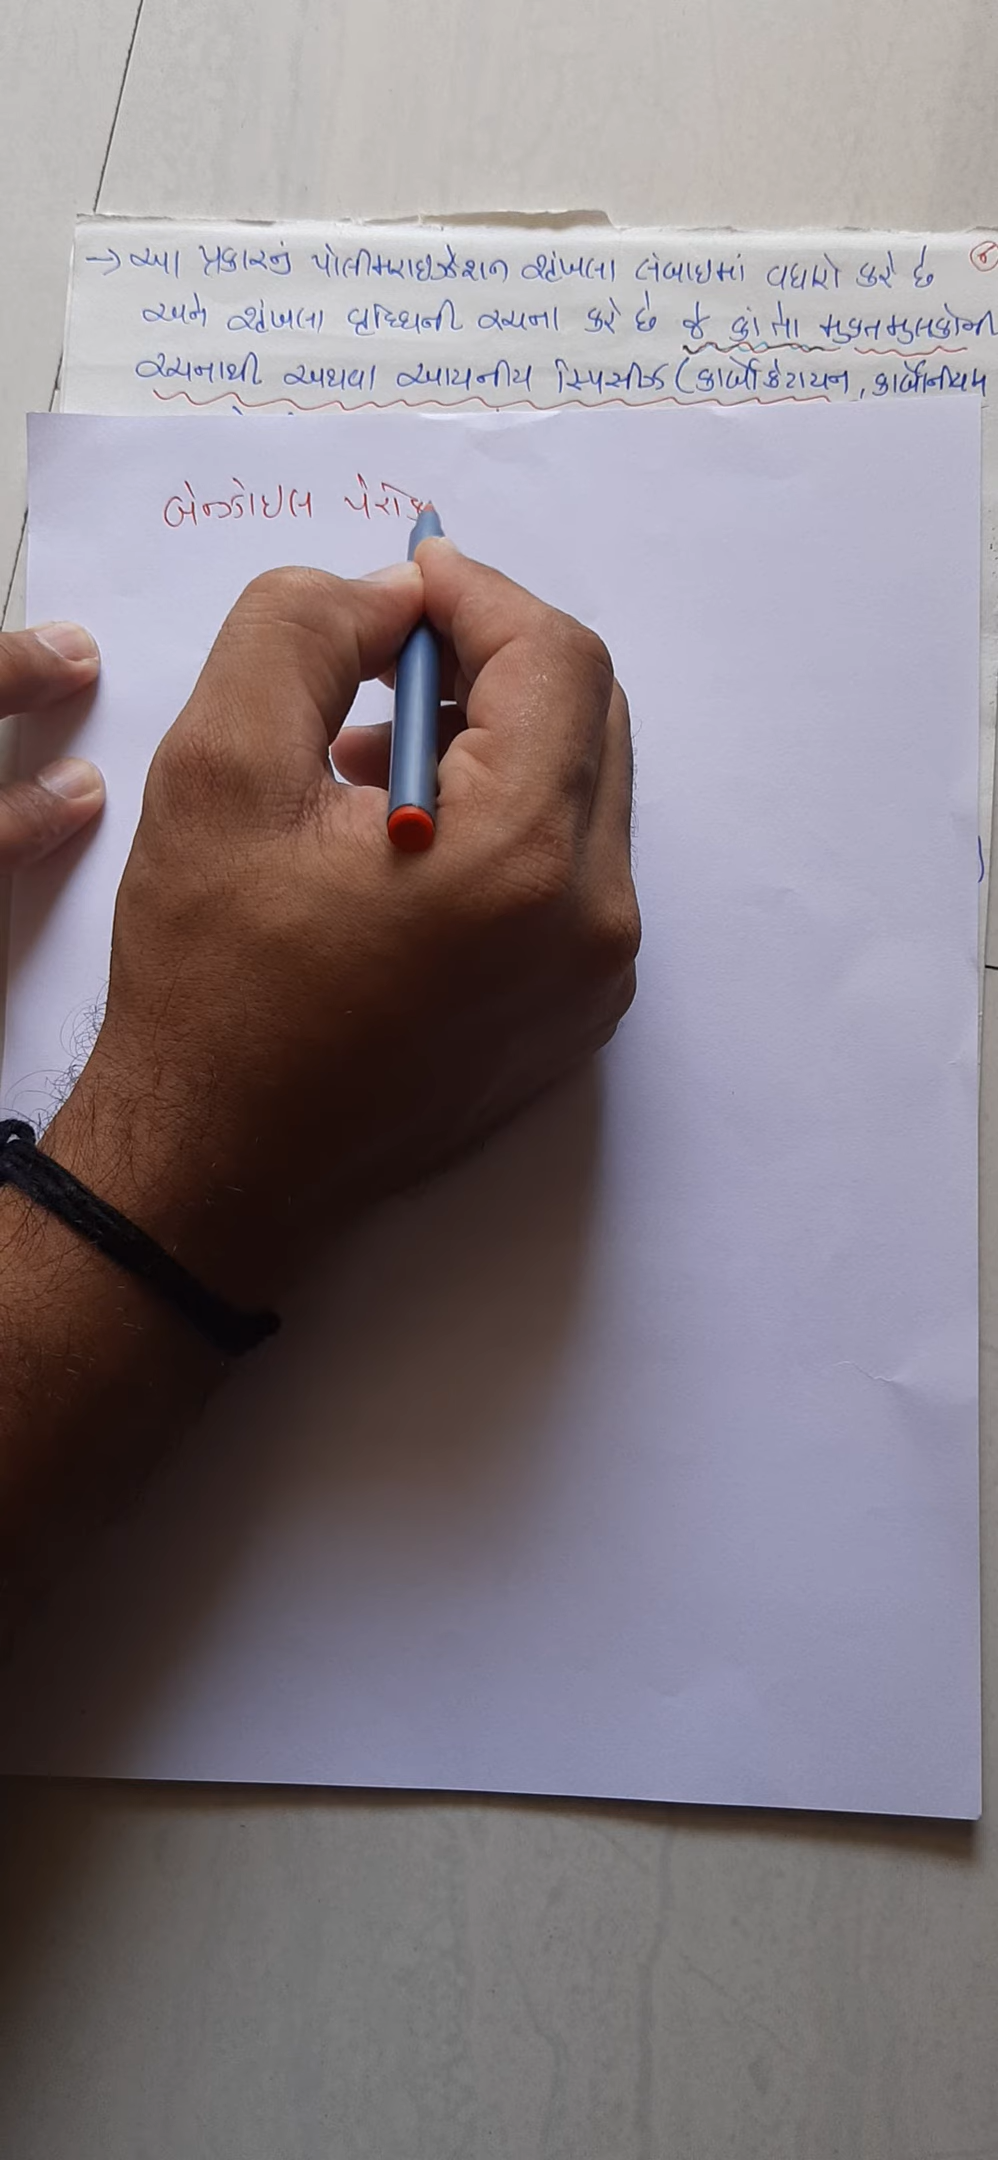 → આ પ્રકારનું પોલીમરાઇઝેશન શૃંખલા લંબાઇમાં વધારો કરે છે
અને શૃંખલા વૃધ્ધિની રચના કરે છે જે કાં તો મુક્તમુલકોની
રચનાથી અથવા આયનીય સ્પિસીઝ (કાર્બોકેટાયન, કાર્બોનીયમ
બેન્ઝોઇલ પેરોક